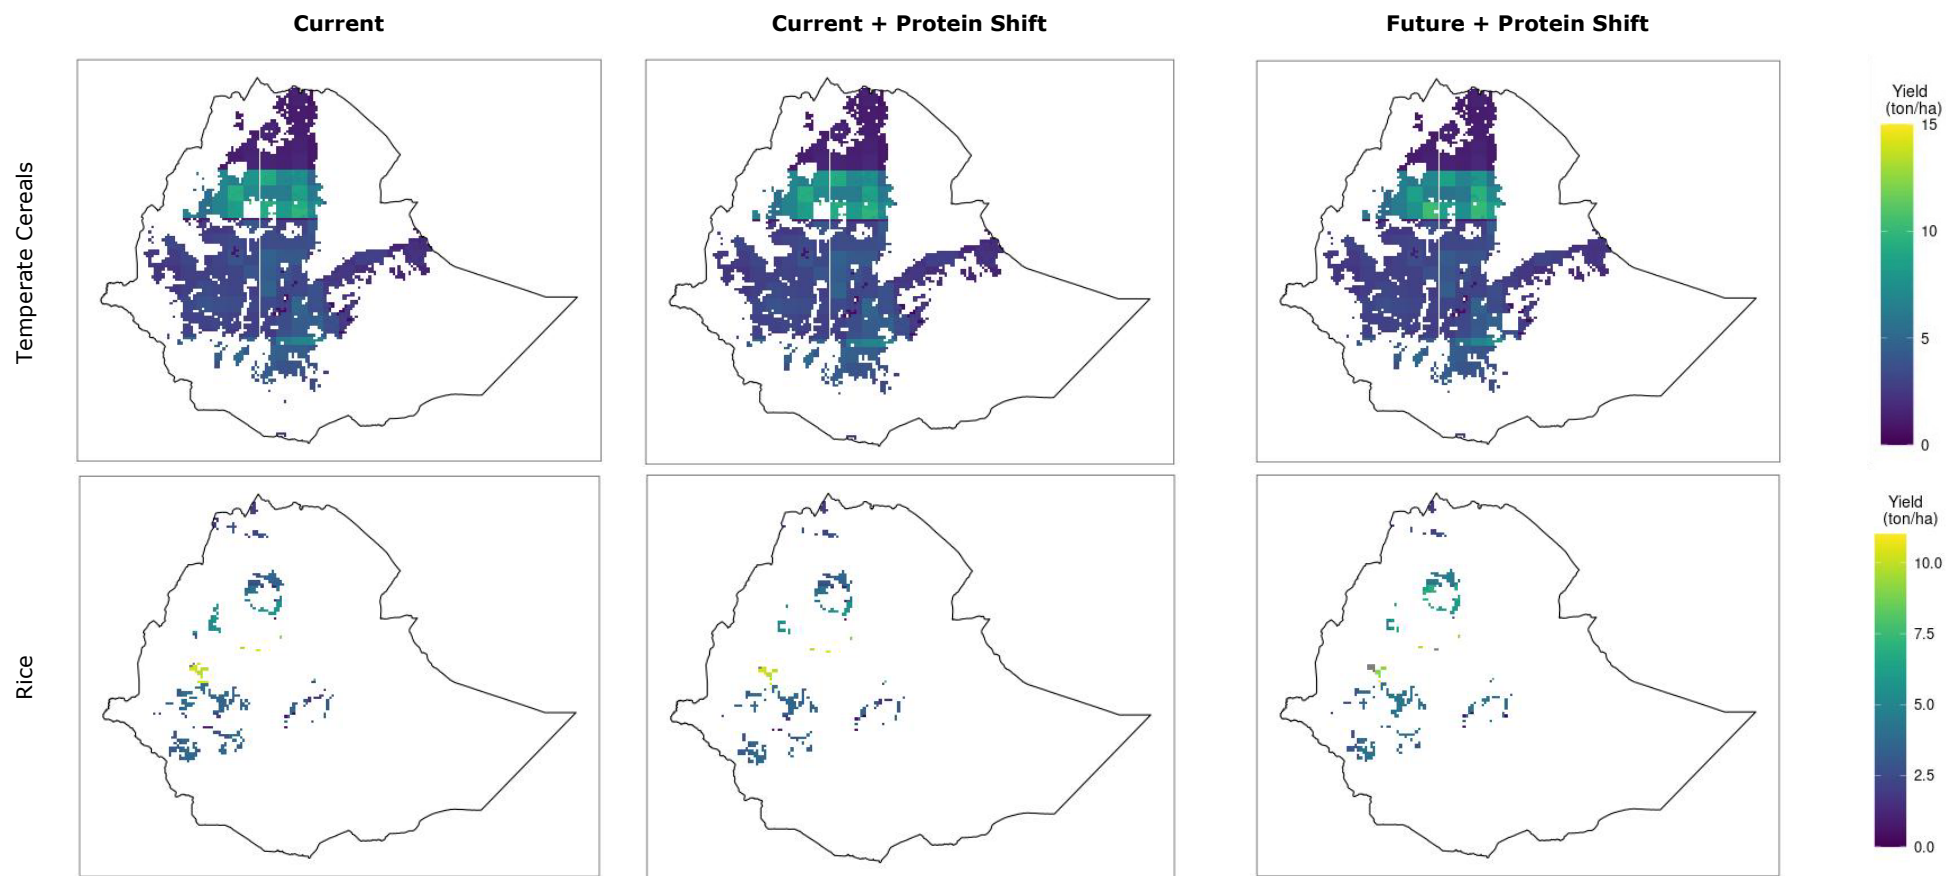 Current
Current + Protein Shift
Future + Protein Shift
Temperate Cereals
Yield
(ton/ha)
15
10
5
0
Rice
Yield
(ton/ha)
10.0
7.5
5.0
2.5
0.0